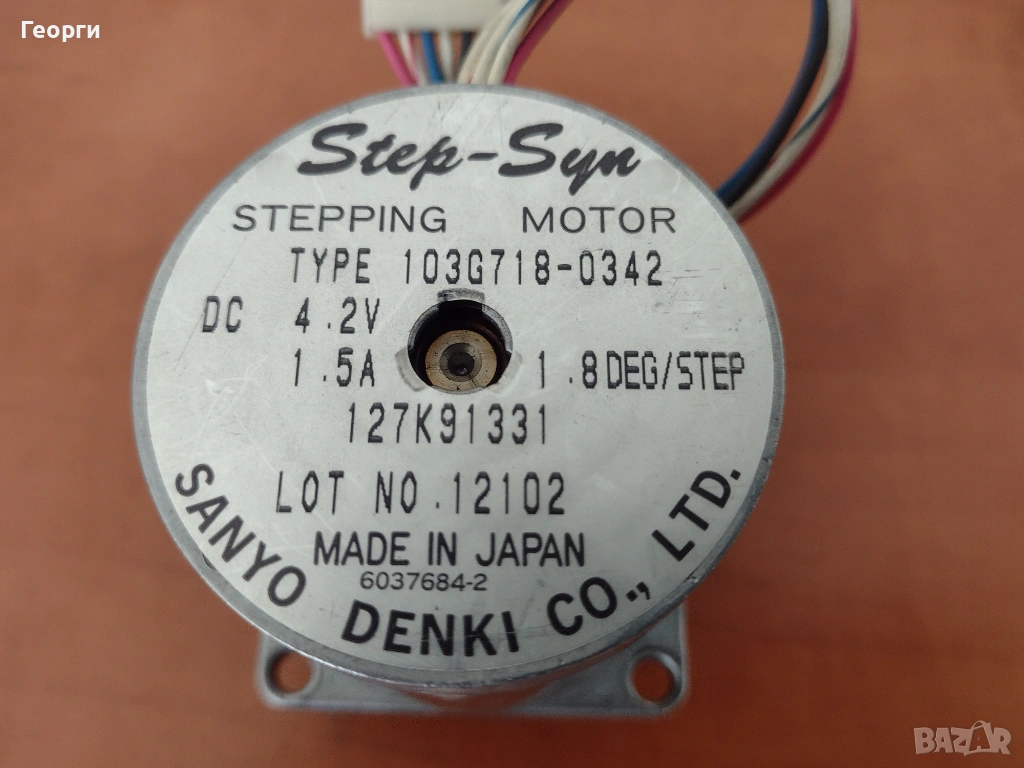 Георги
Step-Syn
STEPPING MOTOR
TYPE 103G718-0342
DC 4.2V
1.5A 1.8DEG/STEP
127K91331
LOT NO.12102
MADE IN JAPAN
6037684-2
SANYO DENKI CO., LTD.
BAZAR